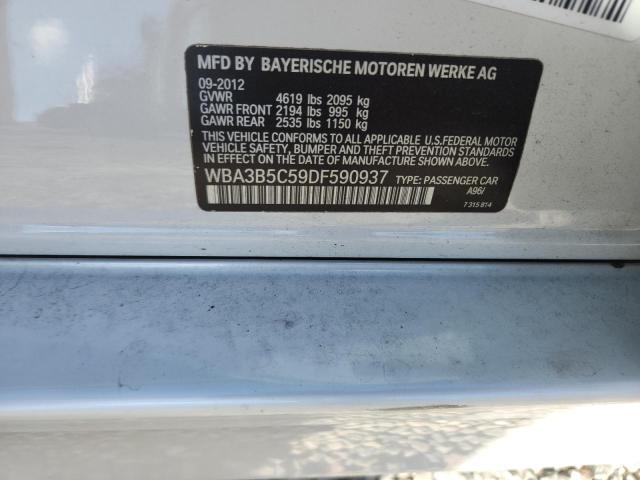 MFD BY BAYERISCHE MOTOREN WERKE AG
09-2012
GVWR 4619 lbs 2095 kg
GAWR FRONT 2194 lbs 995 kg
GAWR REAR 2535 lbs 1150 kg
THIS VEHICLE CONFORMS TO ALL APPLICABLE U.S.FEDERAL MOTOR
VEHICLE SAFETY, BUMPER AND THEFT PREVENTION STANDARDS IN EFFECT ON THE
DATE OF MANUFACTURE SHOWN ABOVE.
WBA3B5C59DF590937 TYPE: PASSENGER CAR
A96/
7 315 814